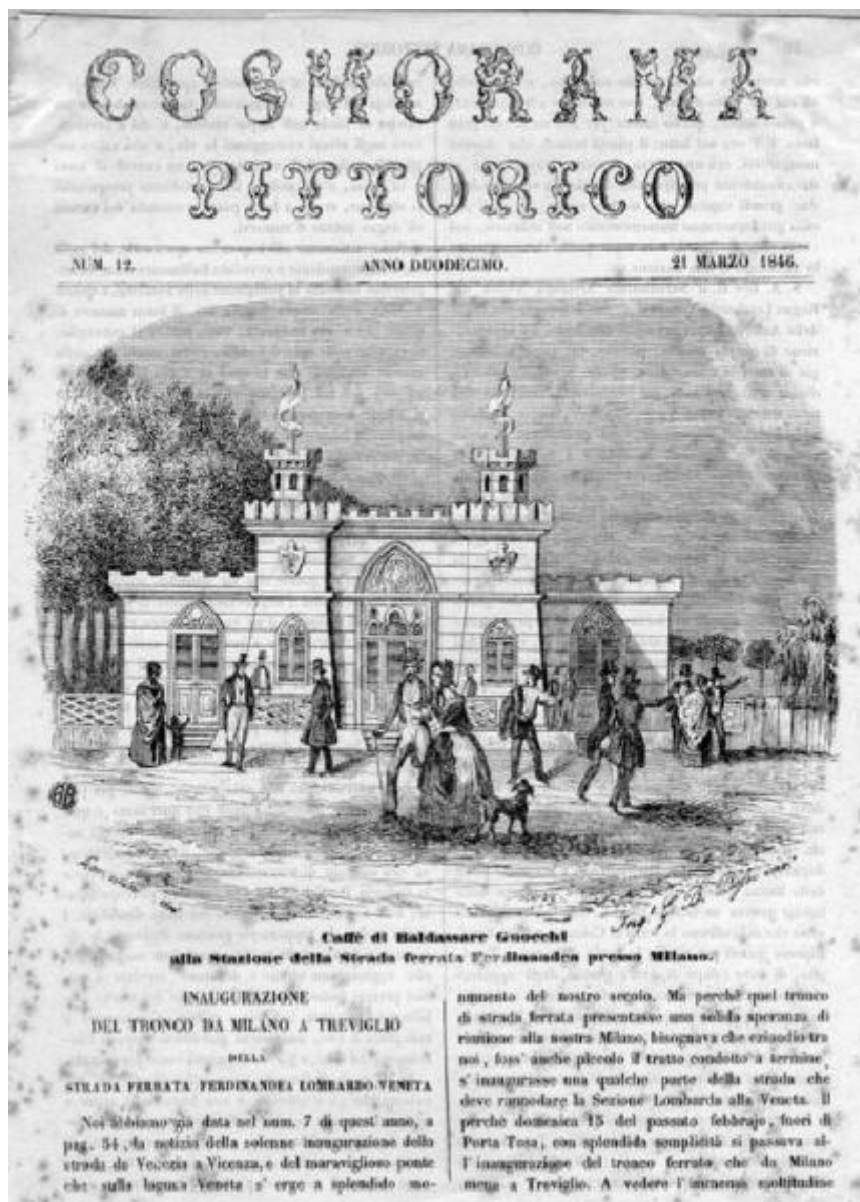 COSMORAMA
PITTORICO
NUM. 12. ANNO DUODECIMO. 21 MARZO 1846.
Caffè di Baldassare Gnocchi
alla Stazione della Strada ferrata Ferdinandea presso Milano.
INAUGURAZIONE
DEL TRONCO DA MILANO A TREVIGLIO
DELLA
STRADA FERRATA FERDINANDEA LOMBARDO-VENETA
Noi abbiamo già data nel num. 7 di quest' anno, a
pag. 54, la notizia della solenne inaugurazione della
strada da Venezia a Vicenza, e del maraviglioso ponte
che sulla laguna Veneta s' erge a splendido mo-
numento del nostro secolo. Ma perchè quel tronco
di strada ferrata presentasse una solida speranza di
riunione alla nostra Milano, bisognava che eziandio tra
noi, foss' anche piccolo il tratto condotto a termine,
s' inaugurasse una qualche parte della strada che
deve rannodare la Sezione Lombarda alla Veneta. Il
perchè domenica 15 del passato febbrajo, fuori di
Porta Tosa, con splendida semplicità si passava al-
l' inaugurazione del tronco ferrato che da Milano
mena a Treviglio. A vedere l' immensa moltitudine